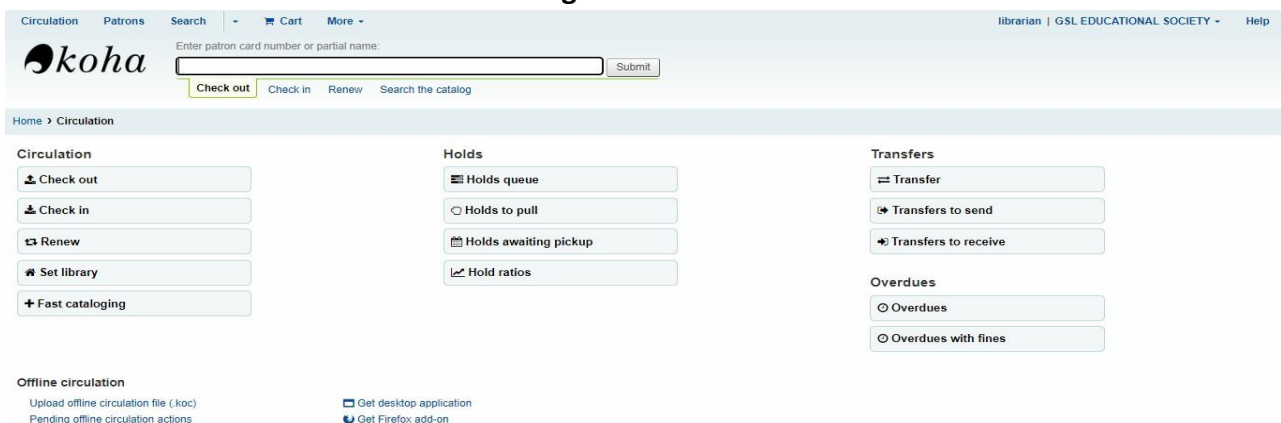 Circulation Patrons Search Cart More librarian | GSL EDUCATIONAL SOCIETY Help
koha
Enter patron card number or partial name:
Submit
Check out Check in Renew Search the catalog
Home › Circulation
Circulation
Check out
Check in
Renew
Set library
Fast cataloging
Holds
Holds queue
Holds to pull
Holds awaiting pickup
Hold ratios
Transfers
Transfer
Transfers to send
Transfers to receive
Overdues
Overdues
Overdues with fines
Offline circulation
Upload offline circulation file (.koc)
Pending offline circulation actions
Get desktop application
Get Firefox add-on